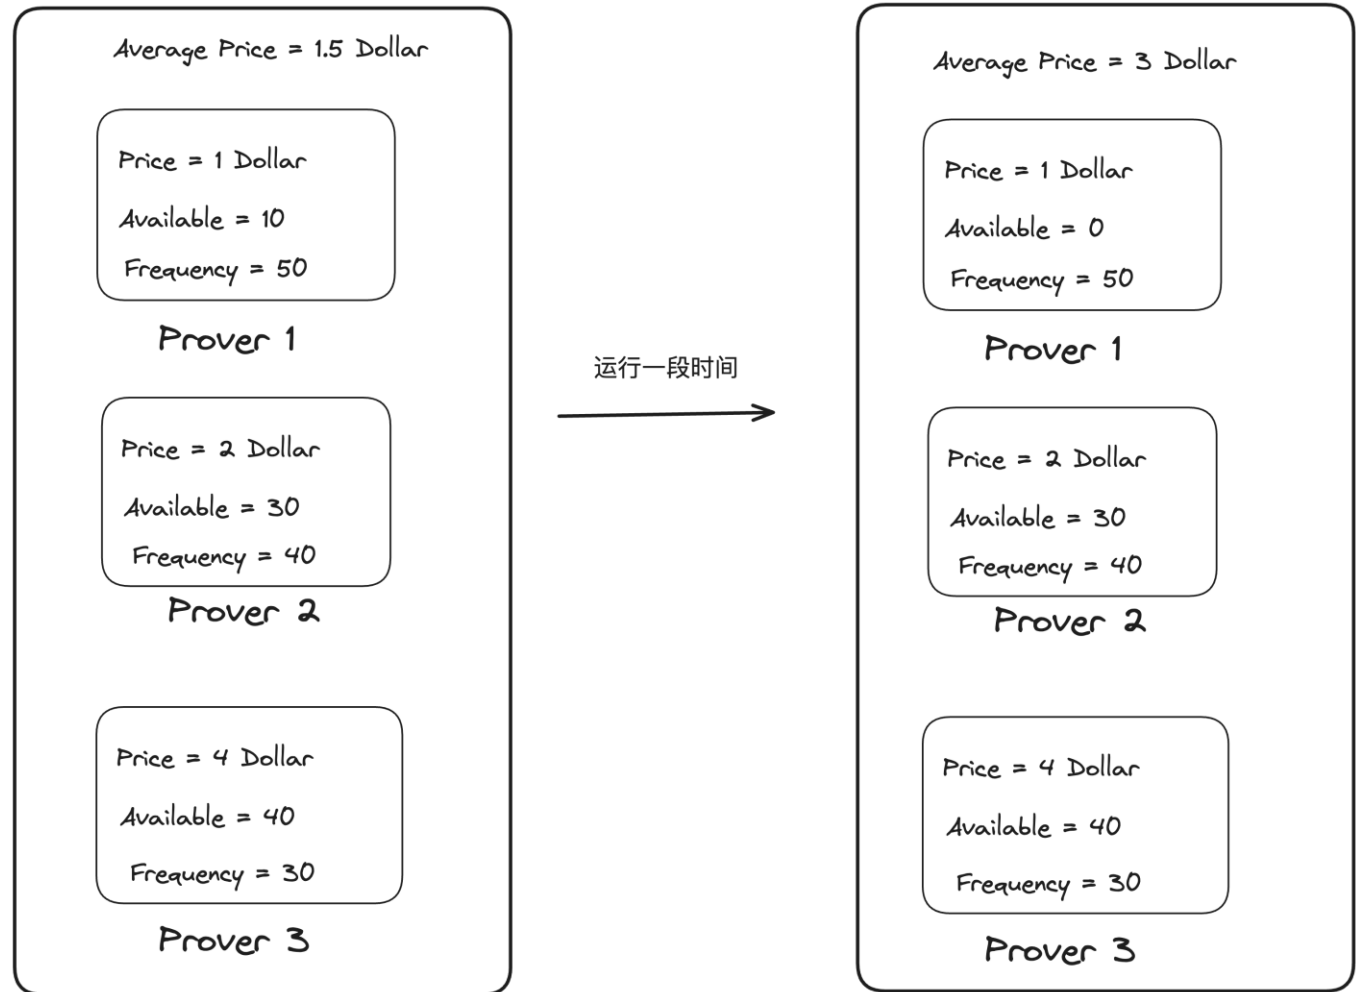 Average Price = 1.5 Dollar
Price = 1 Dollar
Available = 10
Frequency = 50
Prover 1
Price = 2 Dollar
Available = 30
Frequency = 40
Prover 2
Price = 4 Dollar
Available = 40
Frequency = 30
Prover 3
运行一段时间
Average Price = 3 Dollar
Price = 1 Dollar
Available = 0
Frequency = 50
Prover 1
Price = 2 Dollar
Available = 30
Frequency = 40
Prover 2
Price = 4 Dollar
Available = 40
Frequency = 30
Prover 3